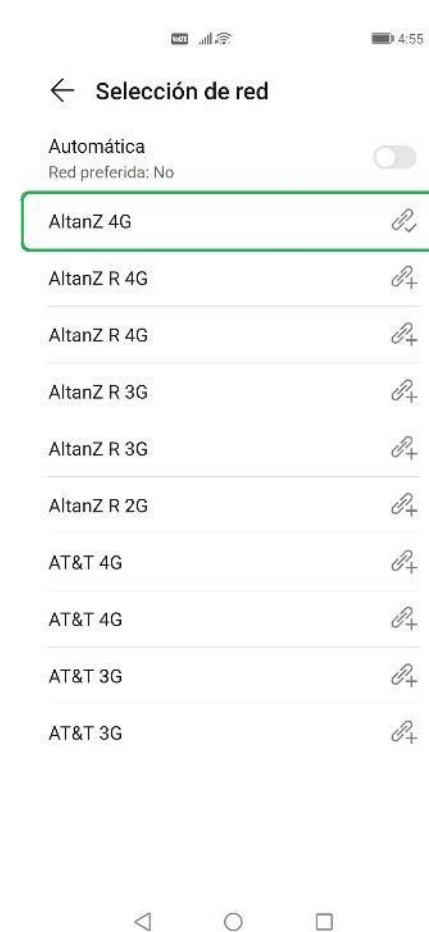 VoLTE
4:55
Selección de red
Automática
Red preferida: No
AltanZ 4G
AltanZ R 4G
AltanZ R 4G
AltanZ R 3G
AltanZ R 3G
AltanZ R 2G
AT&T 4G
AT&T 4G
AT&T 3G
AT&T 3G